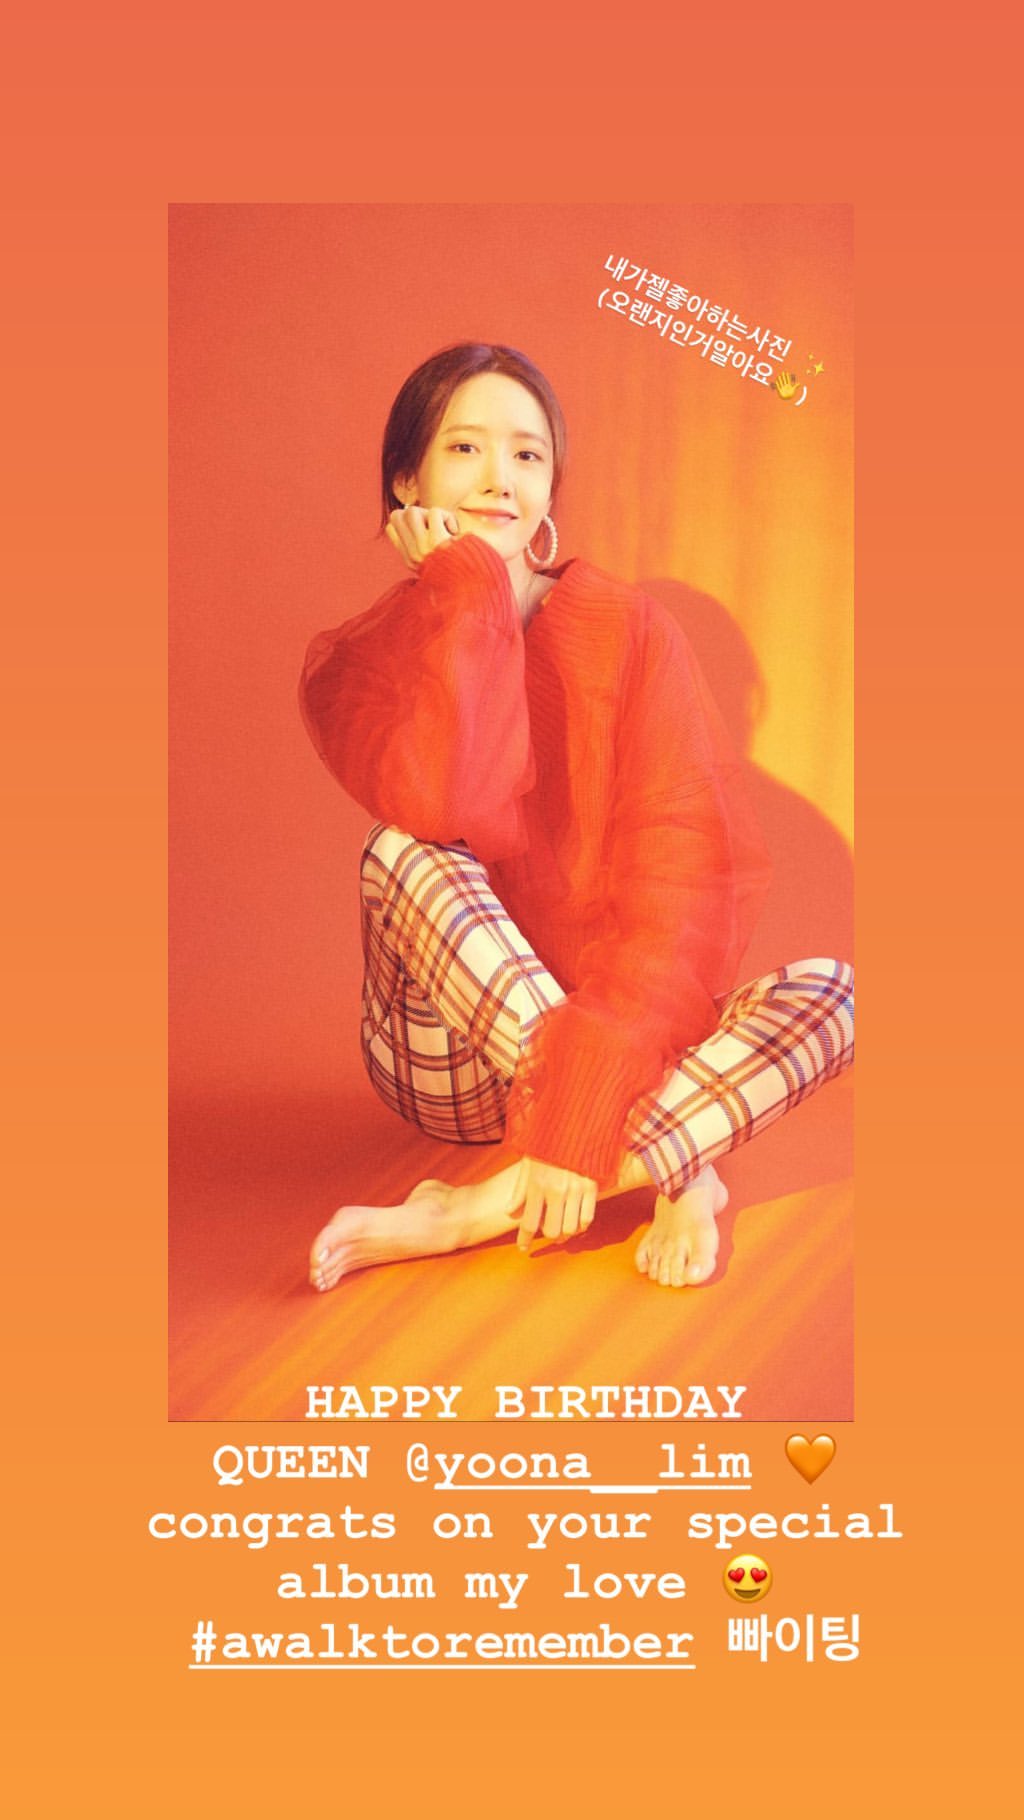 내가젤좋아하는사진✨
(오랜지인거알아요👋)
HAPPY BIRTHDAY
QUEEN @yoona__lim 🧡
congrats on your special
album my love 😍
#awalktoremember 빠이팅